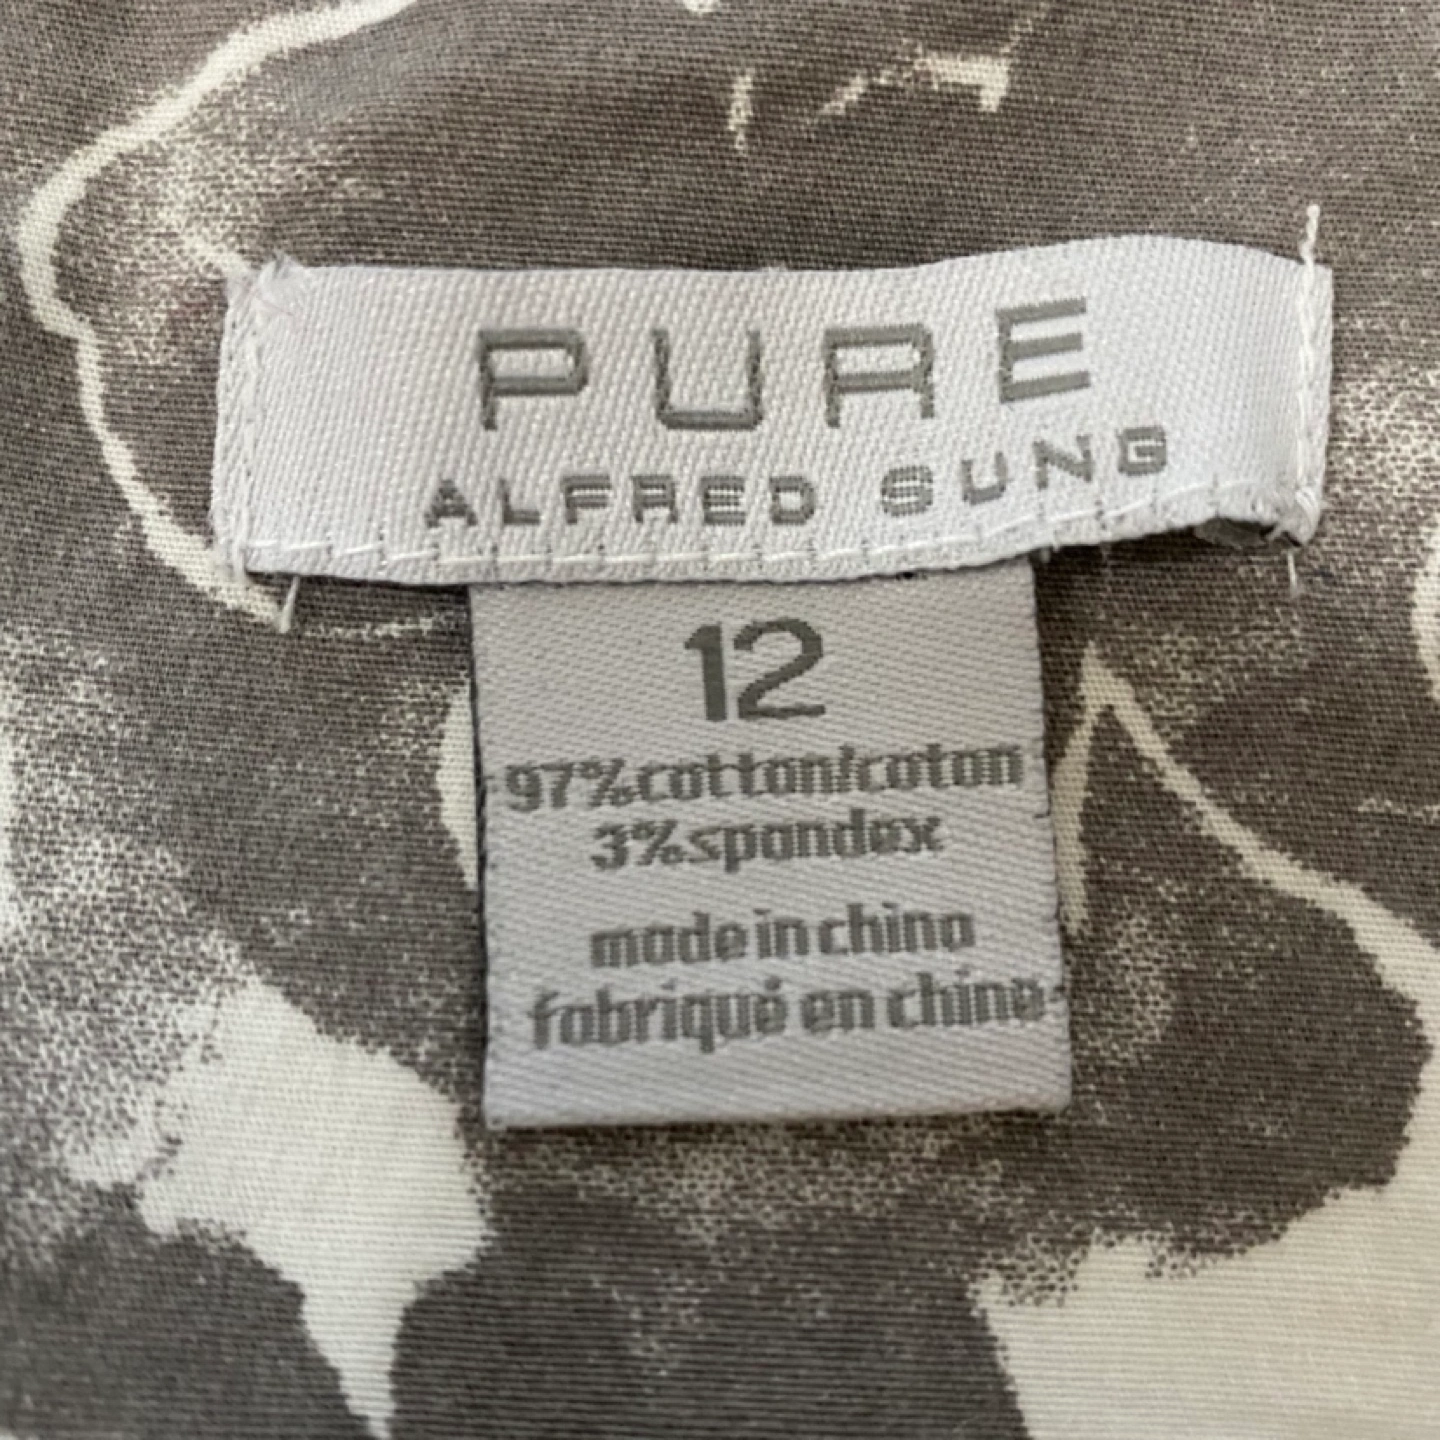 PURE
ALFRED SUNG
12
97%cotton/coton
3%spandex
made in china
fabriqué en chine